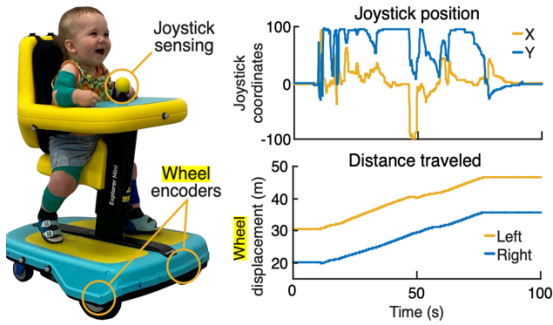 Joystick
sensing
Wheel
encoders
Explorer Mini
Joystick position
Joystick
coordinates
100
0
-100
X
Y
Distance traveled
Wheel
displacement (m)
50
40
30
20
10
Left
Right
0
50
100
Time (s)